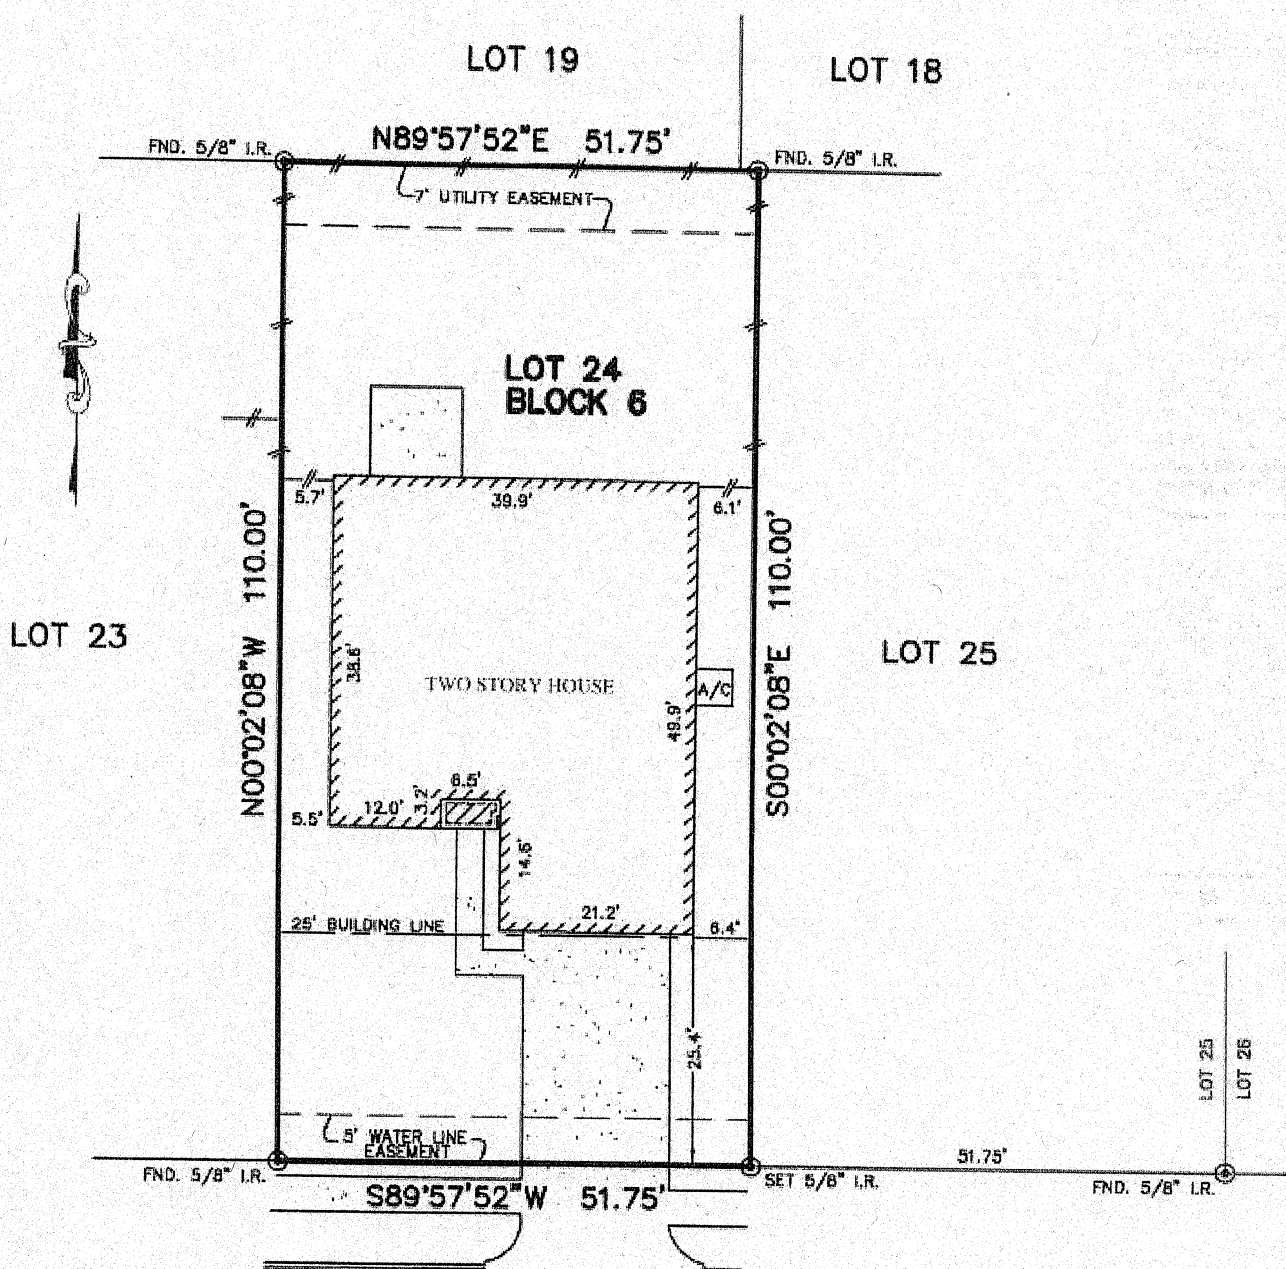 LOT 19
LOT 18
N89°57'52"E 51.75'
FND. 5/8" I.R.
FND. 5/8" I.R.
7' UTILITY EASEMENT
LOT 24
BLOCK 6
5.7'
39.9'
6.1'
N00°02'08"W 110.00'
S00°02'08"E 110.00'
LOT 23
LOT 25
38.6'
TWO STORY HOUSE
A/C
49.9'
6.5'
3.2'
12.0'
5.5'
14.6'
21.2'
25' BUILDING LINE
6.4'
25.4'
LOT 25
LOT 26
5' WATER LINE
EASEMENT
51.75'
FND. 5/8" I.R.
S89°57'52"W 51.75'
SET 5/8" I.R.
FND. 5/8" I.R.